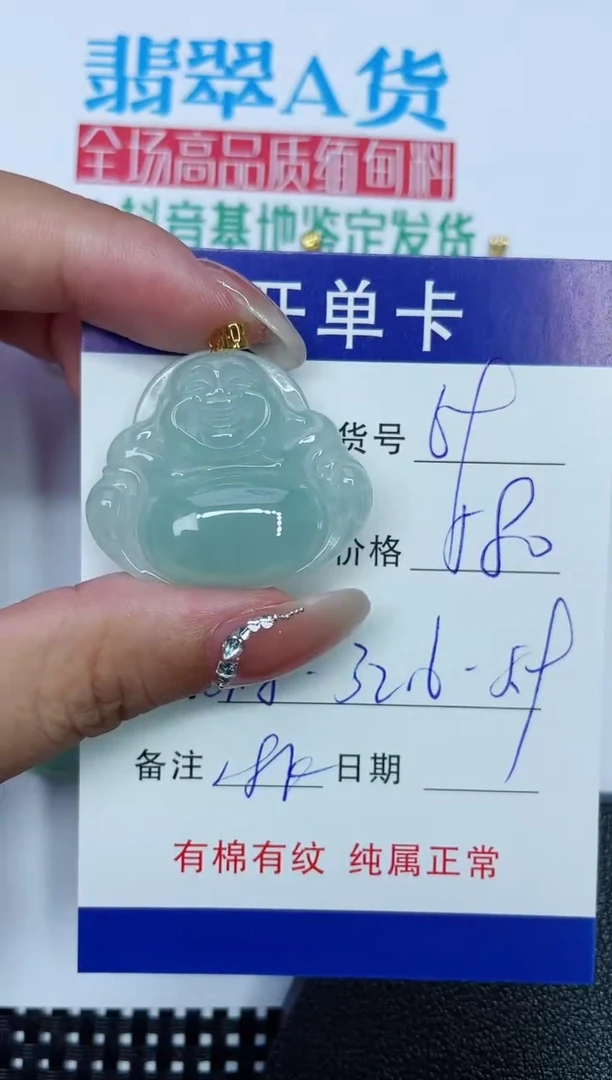 翡翠A货
全场高品质缅甸料
抖音基地鉴定发货
开单卡
货号
价格 580
备注 18K 日期
有棉有纹 纯属正常